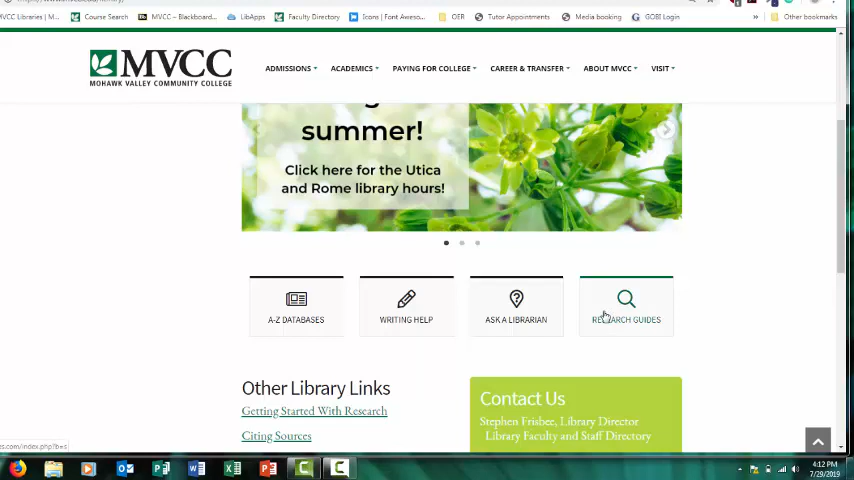 MVCC Libraries | M...
Course Search
MVCC – Blackboard...
LibApps
Faculty Directory
Icons | Font Aweso...
OER
Tutor Appointments
Media booking
GOBI Login
»
Other bookmarks
MVCC
MOHAWK VALLEY COMMUNITY COLLEGE
ADMISSIONS
ACADEMICS
PAYING FOR COLLEGE
CAREER & TRANSFER
ABOUT MVCC
VISIT
summer!
Click here for the Utica
and Rome library hours!
A-Z DATABASES
WRITING HELP
ASK A LIBRARIAN
RESEARCH GUIDES
Other Library Links
Getting Started With Research
Citing Sources
Contact Us
Stephen Frisbee, Library Director
Library Faculty and Staff Directory
es.com/index.php?b=s
4:12 PM
7/29/2019